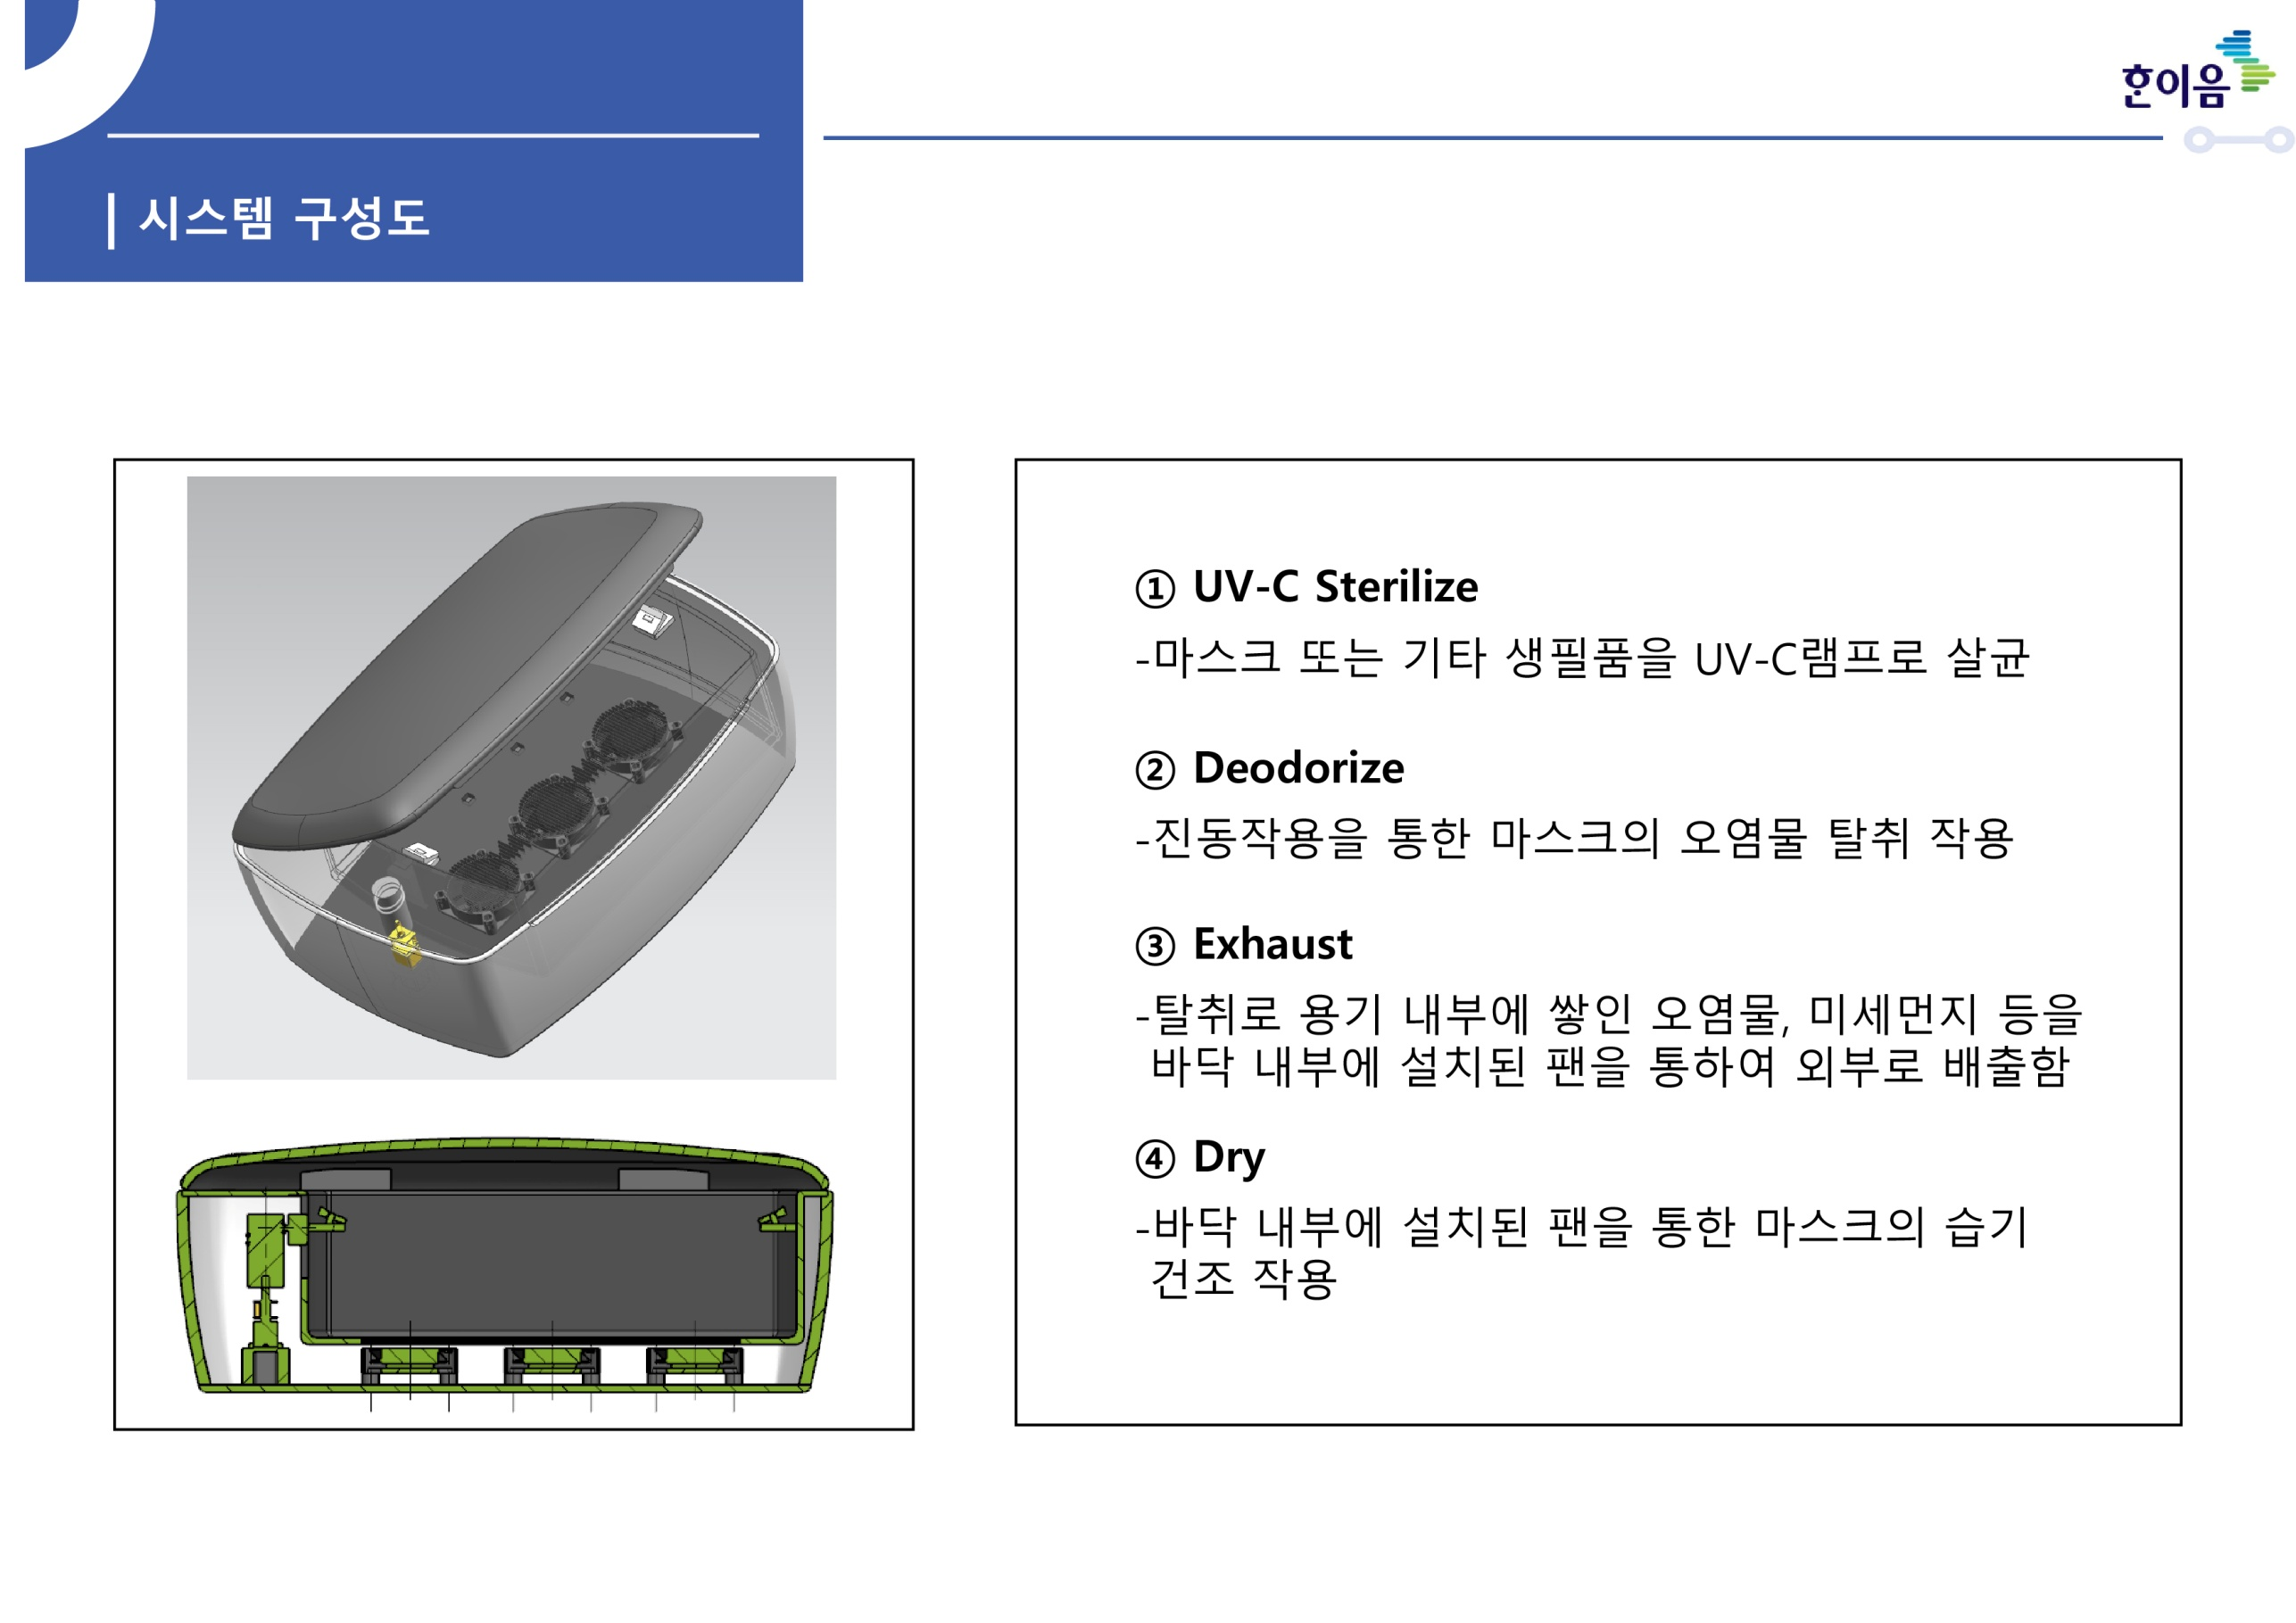 한이음
| 시스템 구성도
① UV-C Sterilize
-마스크 또는 기타 생필품을 UV-C램프로 살균
② Deodorize
-진동작용을 통한 마스크의 오염물 탈취 작용
③ Exhaust
-탈취로 용기 내부에 쌓인 오염물, 미세먼지 등을
바닥 내부에 설치된 팬을 통하여 외부로 배출함
④ Dry
-바닥 내부에 설치된 팬을 통한 마스크의 습기
건조 작용